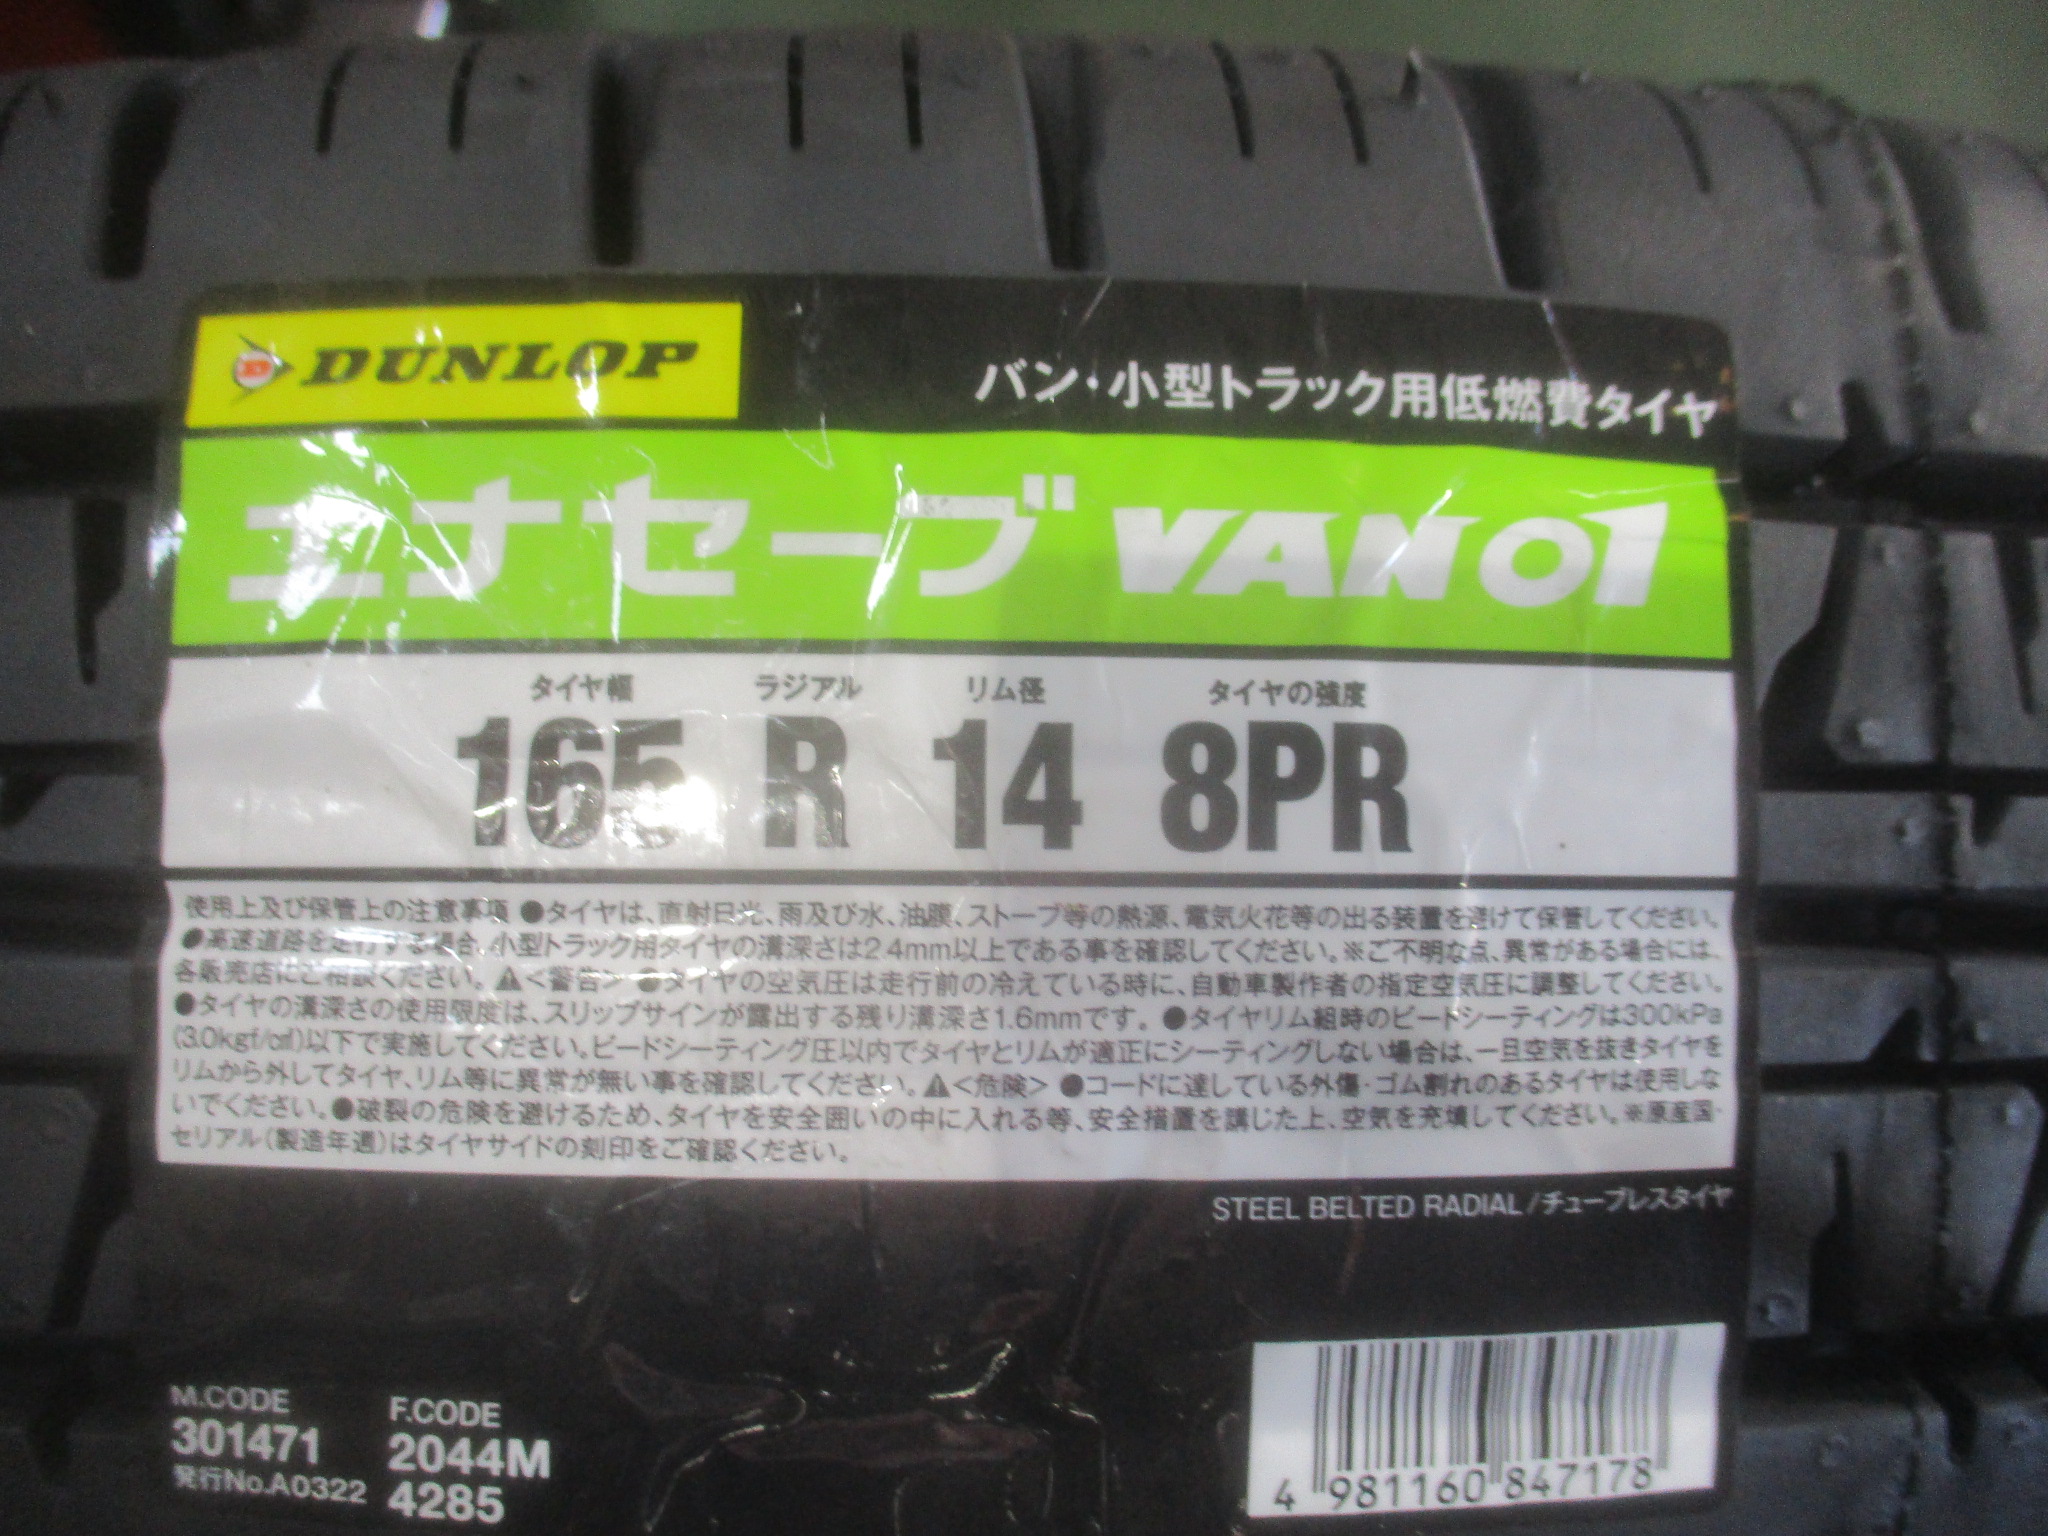 DUNLOP
バン・小型トラック用低燃費タイヤ
エナセーブ VAN01
タイヤ幅 ラジアル リム径 タイヤの強度
165 R 14 8PR
使用上及び保管上の注意事項 ●タイヤは、直射日光、雨及び水、油膜、ストーブ等の熱源、電気火花等の出る装置を避けて保管してください。
●高速道路を走行する場合、小型トラック用タイヤの溝深さは2.4mm以上である事を確認してください。※ご不明な点、異常がある場合には、
各販売店にご相談ください。⚠<警告> ●タイヤの空気圧は走行前の冷えている時に、自動車製作者の指定空気圧に調整してください。
●タイヤの溝深さの使用限度は、スリップサインが露出する残り溝深さ1.6mmです。●タイヤリム組時のビードシーティングは300kPa
(3.0kgf/c㎡)以下で実施してください。ビードシーティング圧以内でタイヤとリムが適正にシーティングしない場合は、一旦空気を抜きタイヤを
リムから外してタイヤ、リム等に異常が無い事を確認してください。⚠<危険> ●コードに達している外傷・ゴム割れのあるタイヤは使用しな
いでください。●破裂の危険を避けるため、タイヤを安全囲いの中に入れる等、安全措置を講じた上、空気を充填してください。※原産国・
セリアル(製造年週)はタイヤサイドの刻印をご確認ください。
STEEL BELTED RADIAL/チューブレスタイヤ
M.CODE
301471
発行No.A0322
F.CODE
2044M
4285
4 981160 847178